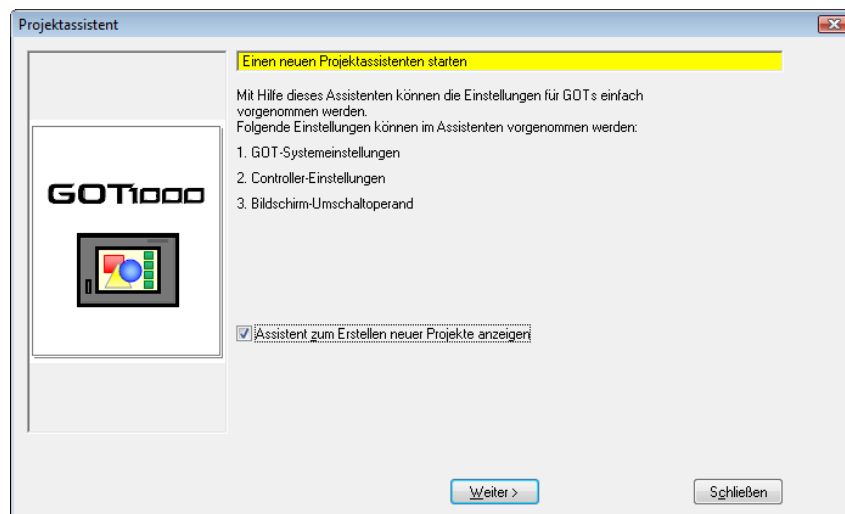 Projektassistent
Einen neuen Projektassistenten starten
Mit Hilfe dieses Assistenten können die Einstellungen für GOTs einfach
vorgenommen werden.
Folgende Einstellungen können im Assistenten vorgenommen werden:
1. GOT-Systemeinstellungen
2. Controller-Einstellungen
3. Bildschirm-Umschaltoperand
GOT1000
Assistent zum Erstellen neuer Projekte anzeigen
Weiter >
Schließen